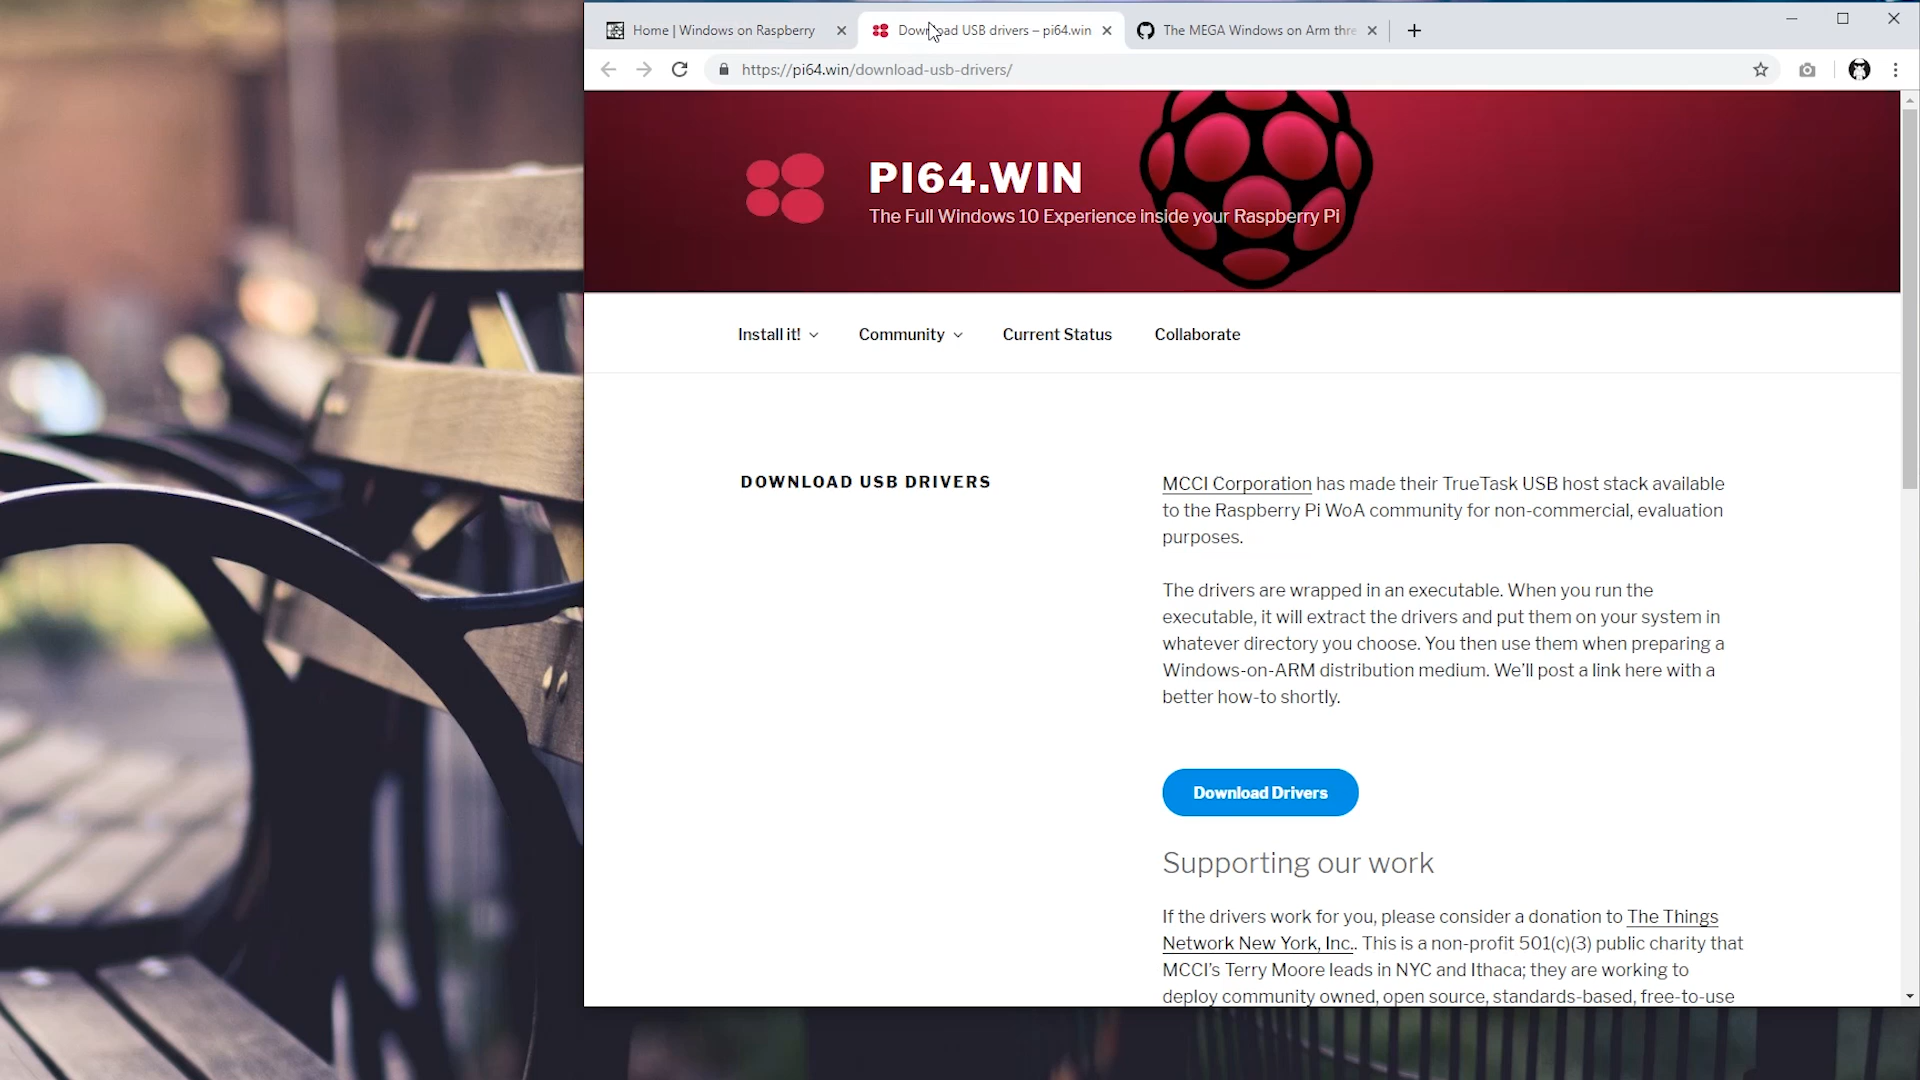 Home | Windows on Raspberry
Download USB drivers – pi64.win
The MEGA Windows on Arm thre
https://pi64.win/download-usb-drivers/
PI64.WIN
The Full Windows 10 Experience inside your Raspberry Pi
Install it!
Community
Current Status
Collaborate
DOWNLOAD USB DRIVERS
MCCI Corporation has made their TrueTask USB host stack available
to the Raspberry Pi WoA community for non-commercial, evaluation
purposes.
The drivers are wrapped in an executable. When you run the
executable, it will extract the drivers and put them on your system in
whatever directory you choose. You then use them when preparing a
Windows-on-ARM distribution medium. We'll post a link here with a
better how-to shortly.
Download Drivers
Supporting our work
If the drivers work for you, please consider a donation to The Things
Network New York, Inc.. This is a non-profit 501(c)(3) public charity that
MCCI's Terry Moore leads in NYC and Ithaca; they are working to
deploy community owned, open source, standards-based, free-to-use